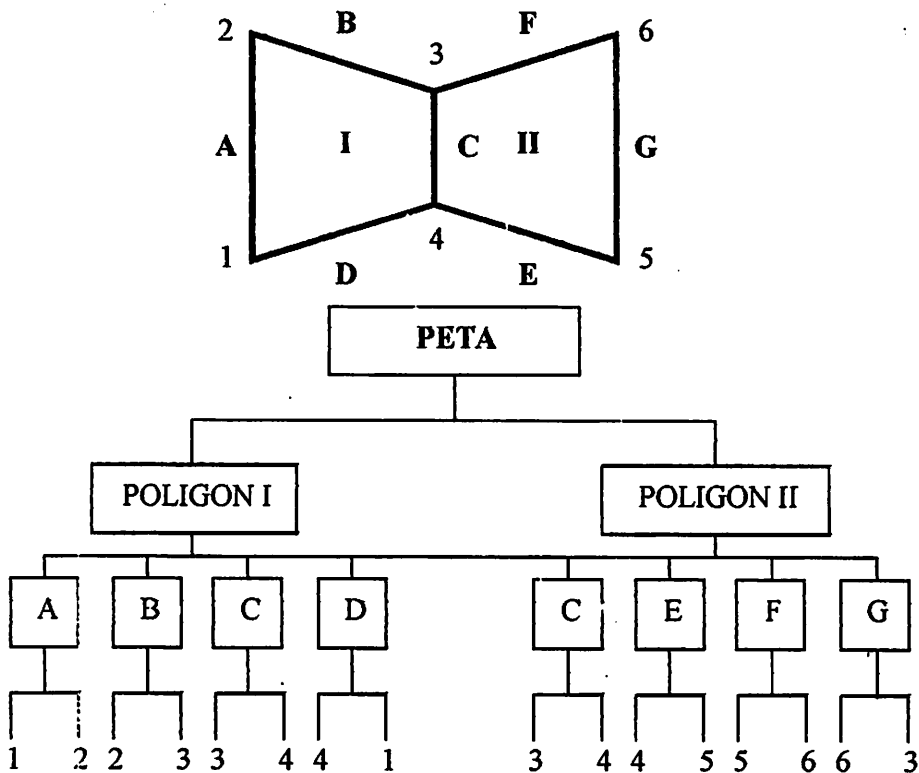 B F
2 6
3
A I C II G
1 4 5
D E
PETA
POLIGON I POLIGON II
A B C D C E F G
1 2 2 3 3 4 4 1 3 4 4 5 5 6 6 3